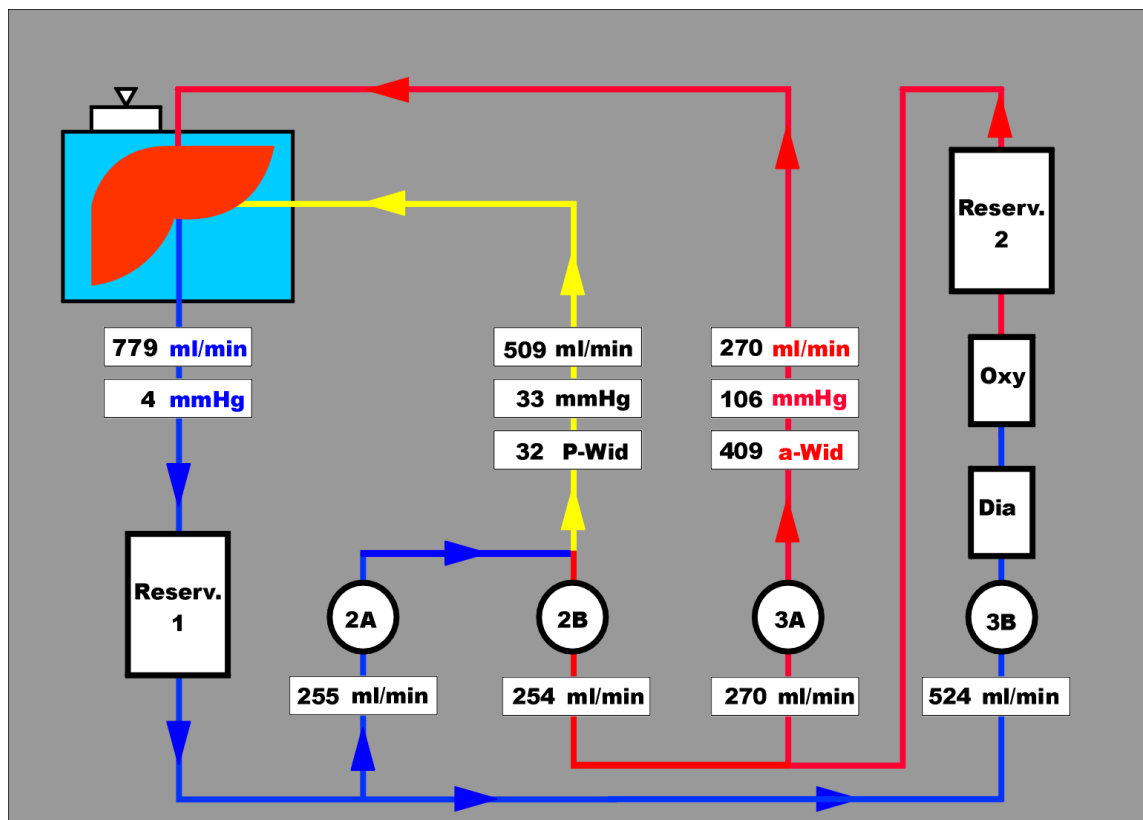 Reserv.
2
779 ml/min
509 ml/min
270 ml/min
Oxy
4 mmHg
33 mmHg
106 mmHg
32 P-Wid
409 a-Wid
Dia
Reserv.
1
2A
2B
3A
3B
255 ml/min
254 ml/min
270 ml/min
524 ml/min